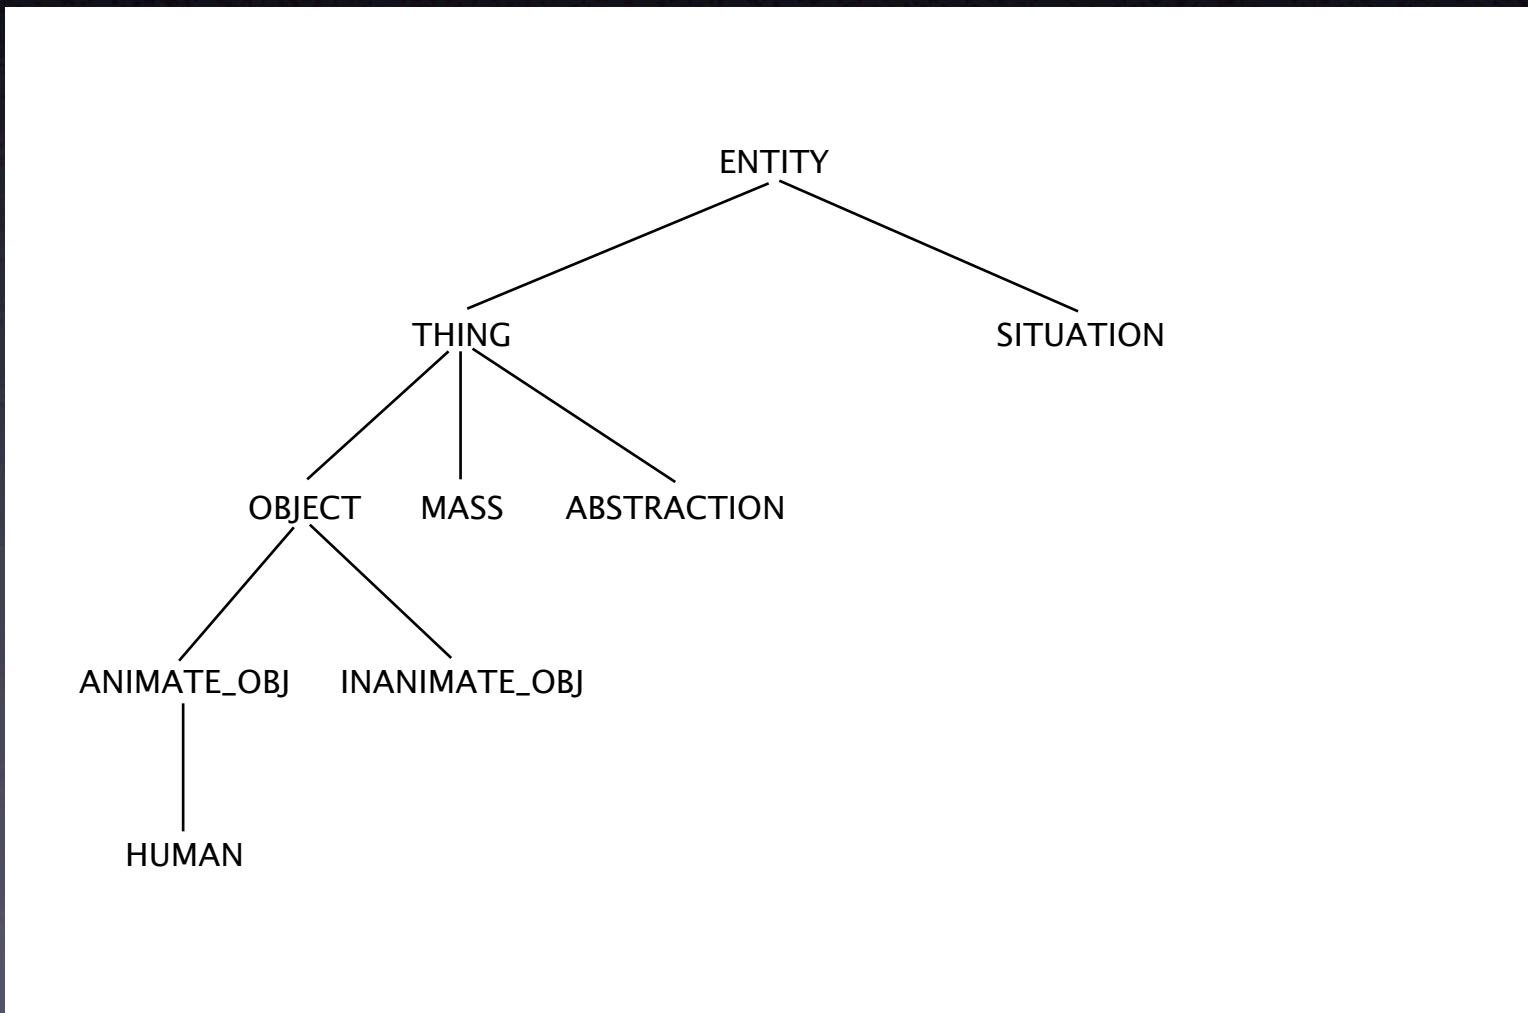 ENTITY
THING SITUATION
OBJECT MASS ABSTRACTION
ANIMATE_OBJ INANIMATE_OBJ
HUMAN